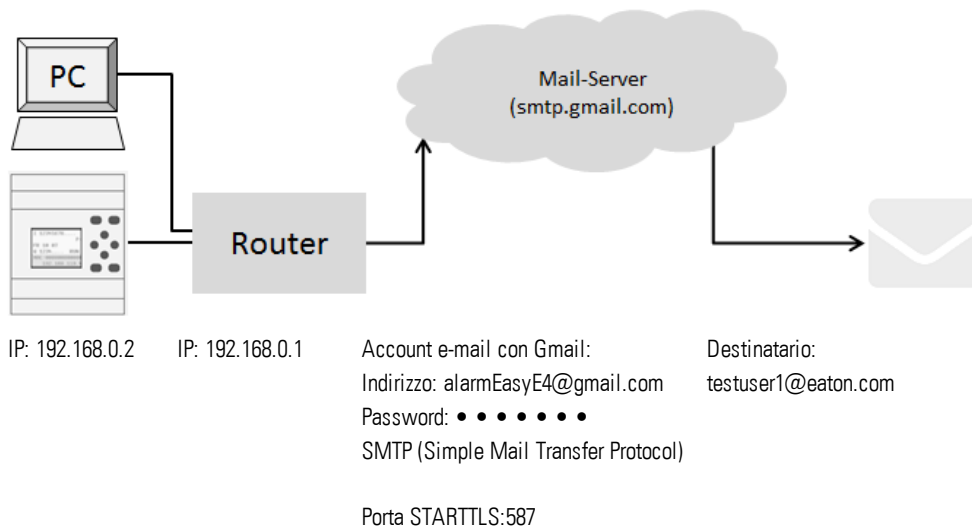 PC
Mail-Server
(smtp.gmail.com)
Router
IP: 192.168.0.2
IP: 192.168.0.1
Account e-mail con Gmail:
Indirizzo: alarmEasyE4@gmail.com
Password: • • • • • • •
SMTP (Simple Mail Transfer Protocol)
Porta STARTTLS:587
Destinatario:
testuser1@eaton.com